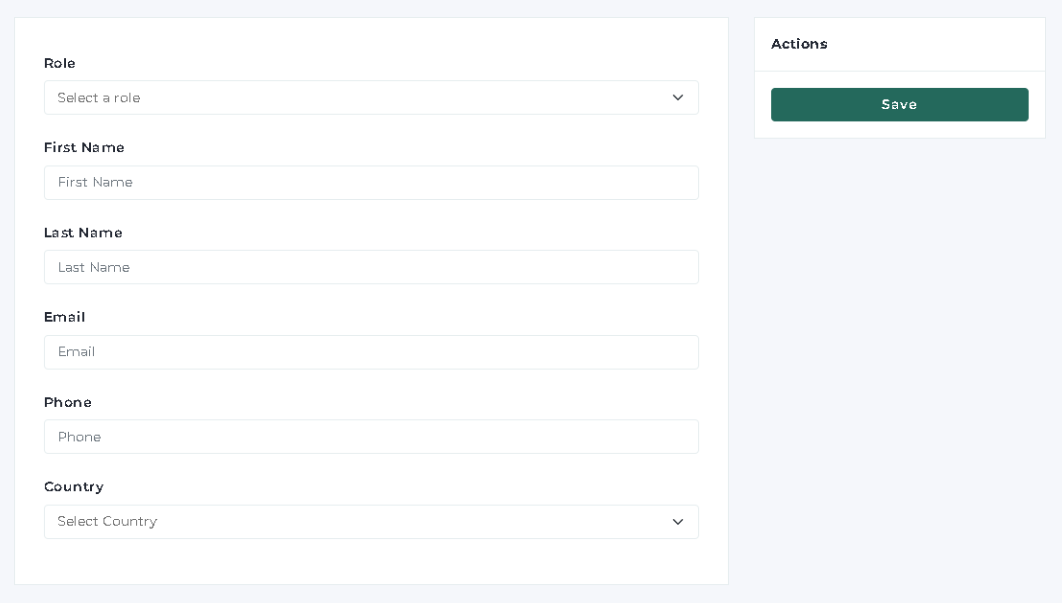 Role
Select a role
First Name
First Name
Last Name
Last Name
Email
Email
Phone
Phone
Country
Select Country
Actions
Save